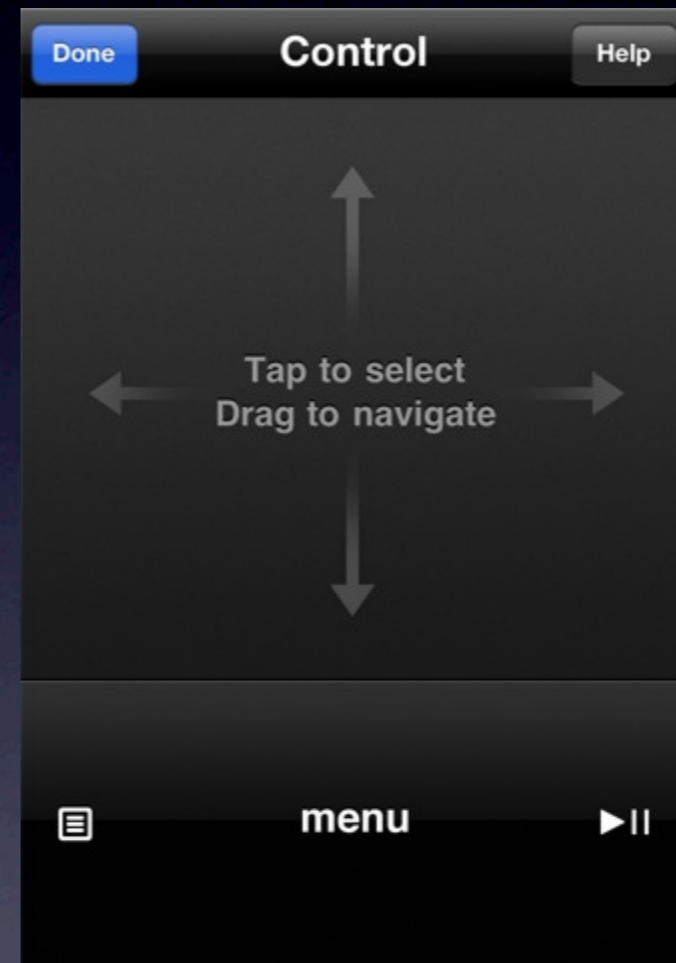 Done Control Help
Tap to select
Drag to navigate
menu